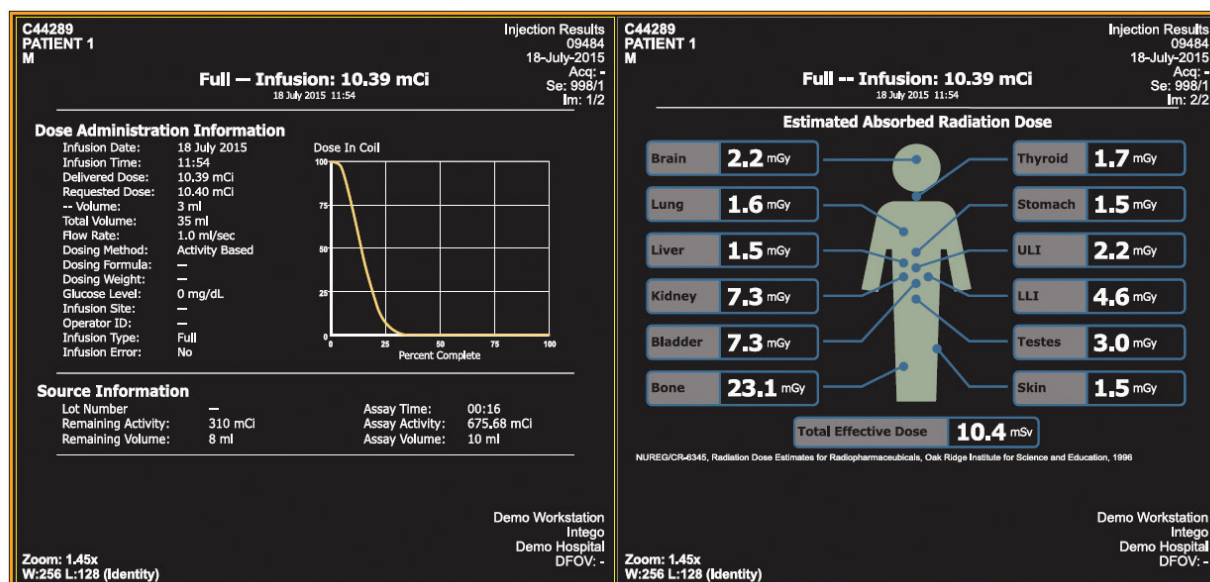 C44289
PATIENT 1
M
Injection Results
09484
18-July-2015
Acq: -
Se: 998/1
Im: 1/2
Full — Infusion: 10.39 mCi
18 July 2015 11:54
Dose Administration Information
Infusion Date: 18 July 2015
Infusion Time: 11:54
Delivered Dose: 10.39 mCi
Requested Dose: 10.40 mCi
-- Volume: 3 ml
Total Volume: 35 ml
Flow Rate: 1.0 ml/sec
Dosing Method: Activity Based
Dosing Formula: —
Dosing Weight: —
Glucose Level: 0 mg/dL
Infusion Site: —
Operator ID: —
Infusion Type: Full
Infusion Error: No
Dose In Coil
100
75
50
25
0
0 25 50 75 100
Percent Complete
Source Information
Lot Number — Assay Time: 00:16
Remaining Activity: 310 mCi Assay Activity: 675.68 mCi
Remaining Volume: 8 ml Assay Volume: 10 ml
Demo Workstation
Intego
Demo Hospital
DFOV: -
Zoom: 1.45x
W:256 L:128 (Identity)
C44289
PATIENT 1
M
Injection Results
09484
18-July-2015
Acq: -
Se: 998/1
Im: 2/2
Full -- Infusion: 10.39 mCi
18 July 2015 11:54
Estimated Absorbed Radiation Dose
Brain 2.2 mGy
Thyroid 1.7 mGy
Lung 1.6 mGy
Stomach 1.5 mGy
Liver 1.5 mGy
ULI 2.2 mGy
Kidney 7.3 mGy
LLI 4.6 mGy
Bladder 7.3 mGy
Testes 3.0 mGy
Bone 23.1 mGy
Skin 1.5 mGy
Total Effective Dose 10.4 mSv
NUREG/CR-6345, Radiation Dose Estimates for Radiopharmaceubicals, Oak Ridge Institute for Science and Education, 1996
Demo Workstation
Intego
Demo Hospital
DFOV: -
Zoom: 1.45x
W:256 L:128 (Identity)